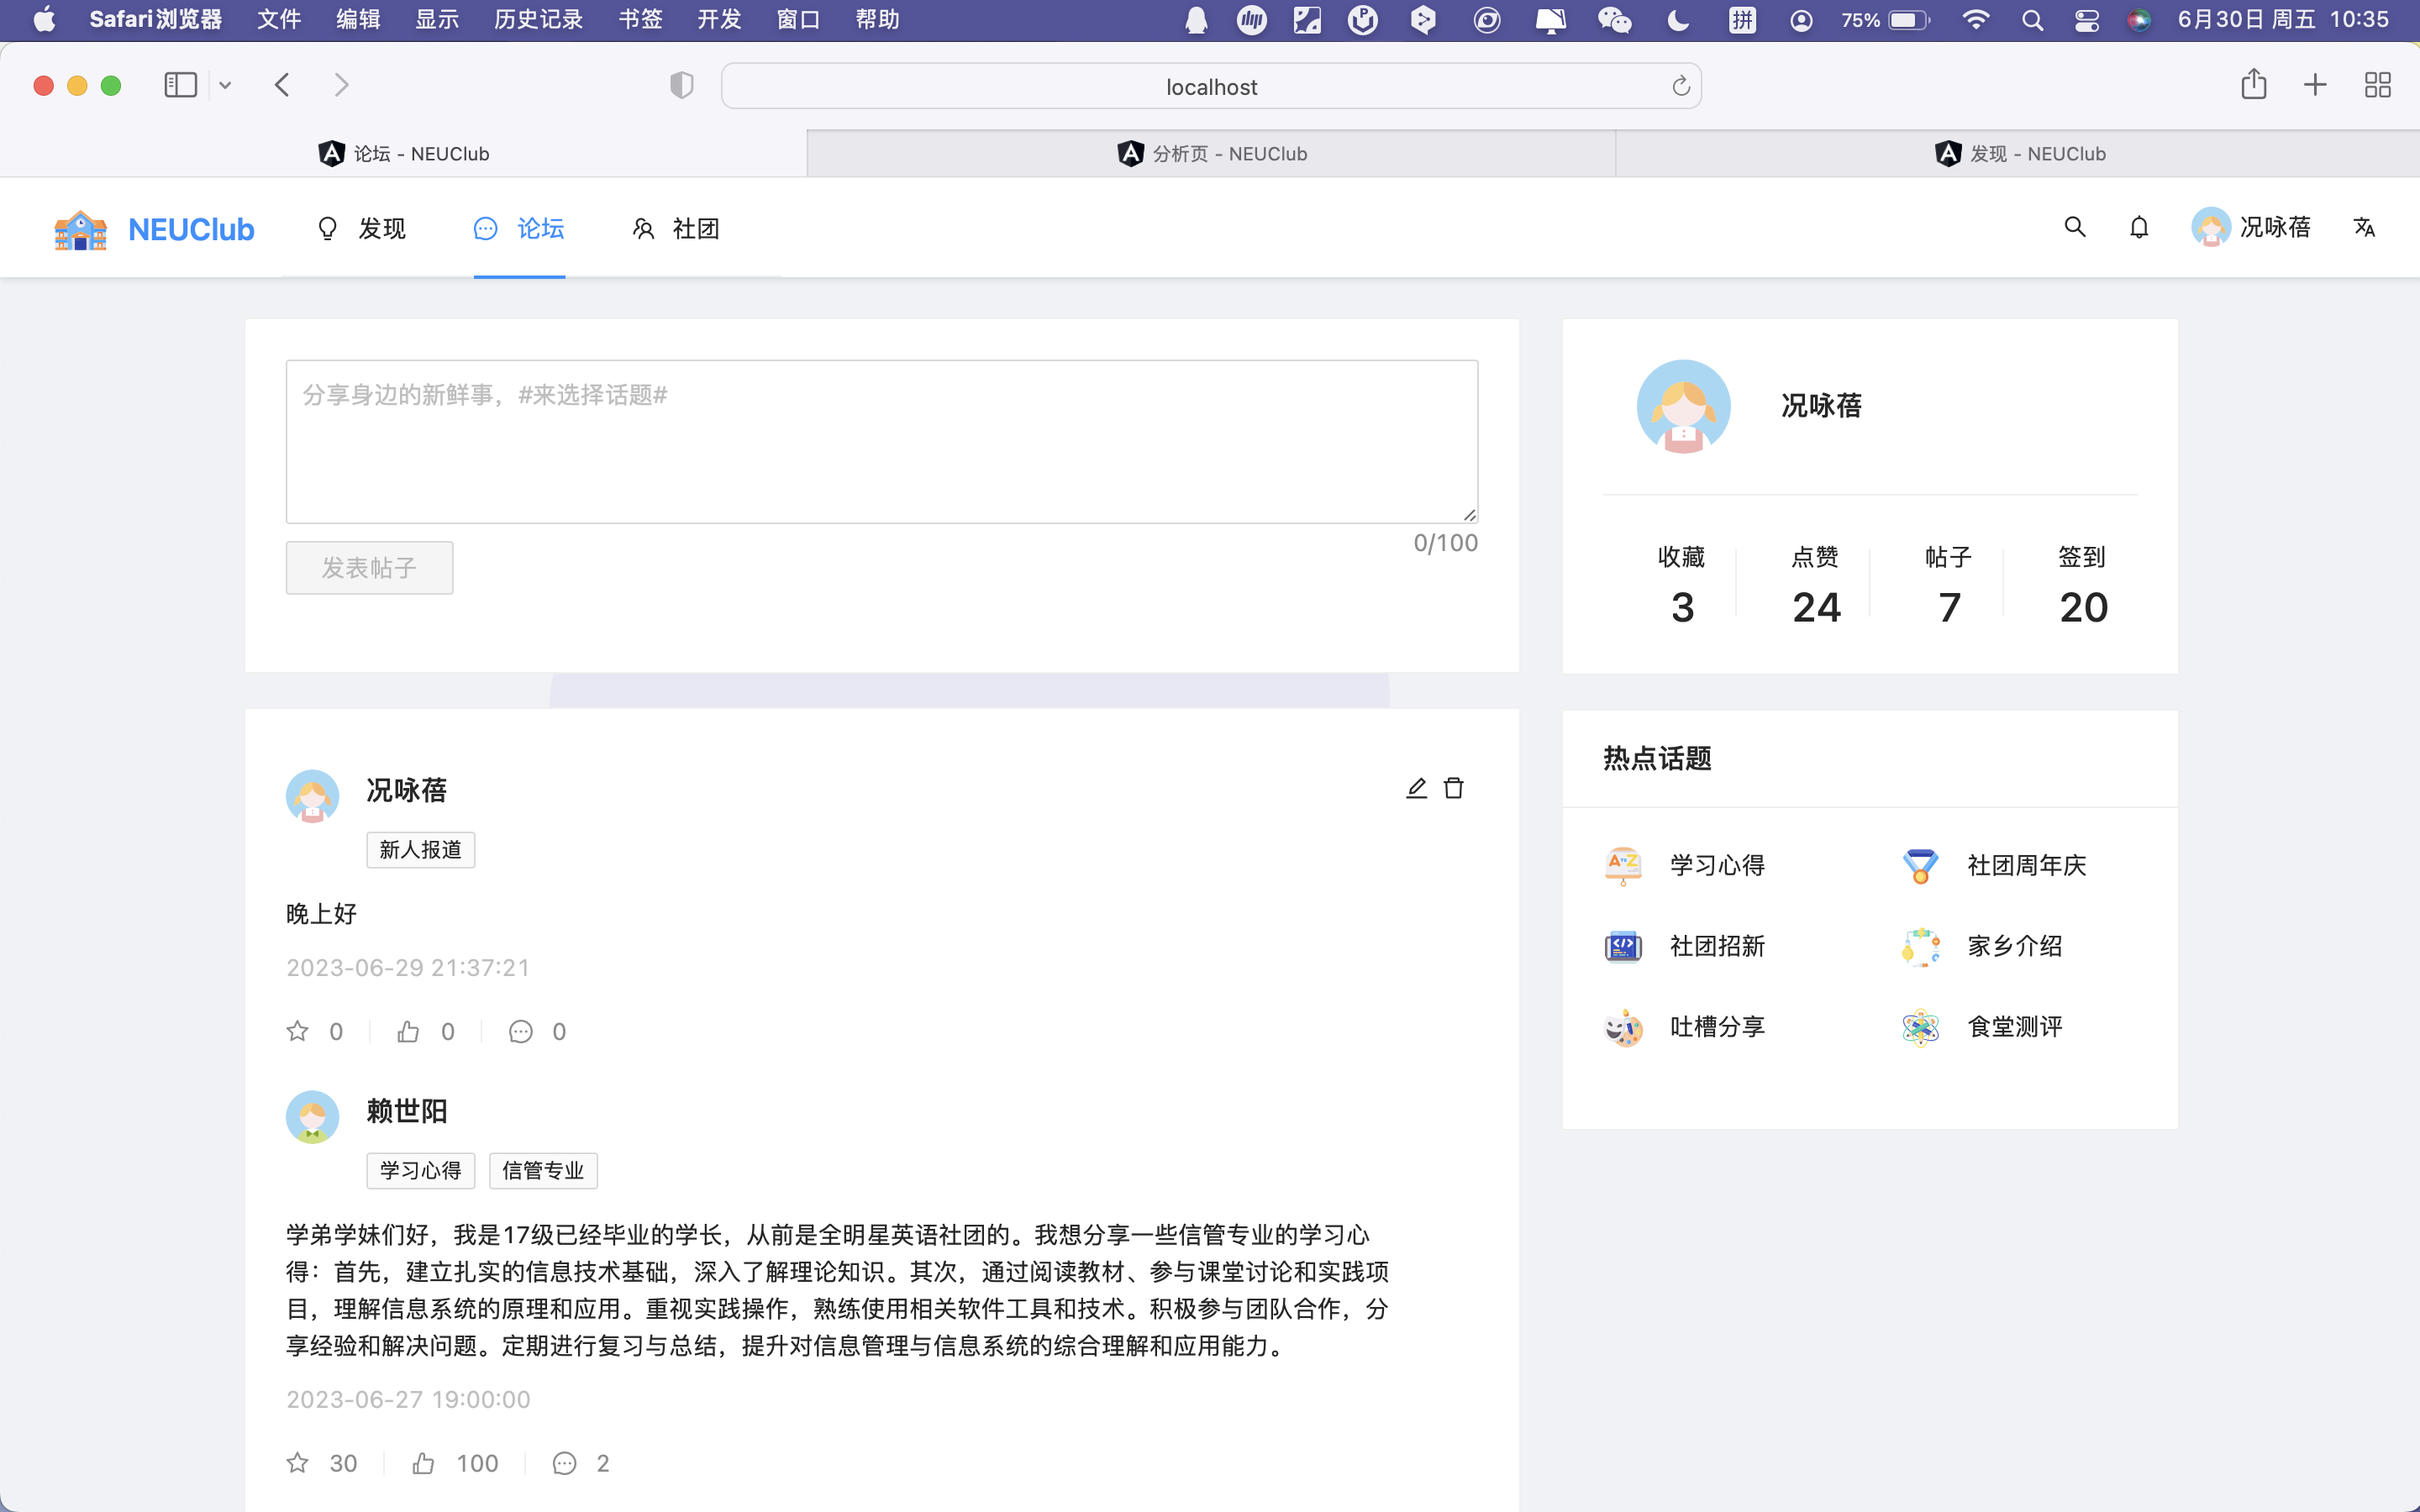 Safari浏览器 文件 编辑 显示 历史记录 书签 开发 窗口 帮助 拼 75% 6月30日 周五 10:35
localhost
论坛 - NEUClub 分析页 - NEUClub 发现 - NEUClub
NEUClub 发现 论坛 社团 况咏蓓
分享身边的新鲜事，#来选择话题#
0/100
发表帖子
况咏蓓
收藏 点赞 帖子 签到
3 24 7 20
况咏蓓
新人报道
晚上好
2023-06-29 21:37:21
0 0 0
赖世阳
学习心得 信管专业
学弟学妹们好，我是17级已经毕业的学长，从前是全明星英语社团的。我想分享一些信管专业的学习心
得：首先，建立扎实的信息技术基础，深入了解理论知识。其次，通过阅读教材、参与课堂讨论和实践项
目，理解信息系统的原理和应用。重视实践操作，熟练使用相关软件工具和技术。积极参与团队合作，分
享经验和解决问题。定期进行复习与总结，提升对信息管理与信息系统的综合理解和应用能力。
2023-06-27 19:00:00
30 100 2
热点话题
学习心得 社团周年庆
社团招新 家乡介绍
吐槽分享 食堂测评